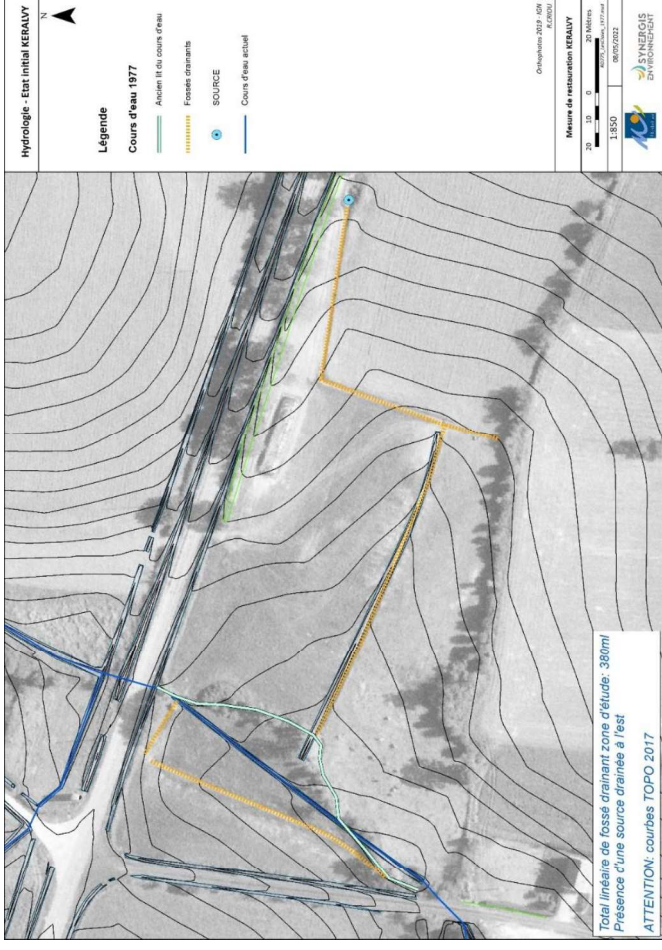 Hydrologie - Etat initial KERALVY
N
Légende
Cours d'eau 1977
Ancien lit du cours d'eau
Fossés drainants
SOURCE
Cours d'eau actuel
Orthophotos 2019 - IGN
Mesure de restauration KERALVY
20 10 0 20 Mètres
1:850
06/05/2022
SYNERGIS
ENVIRONNEMENT
Total linéaire de fossé drainant zone d'étude: 380ml
Présence d'une source drainée à l'est
ATTENTION: courbes TOPO 2017